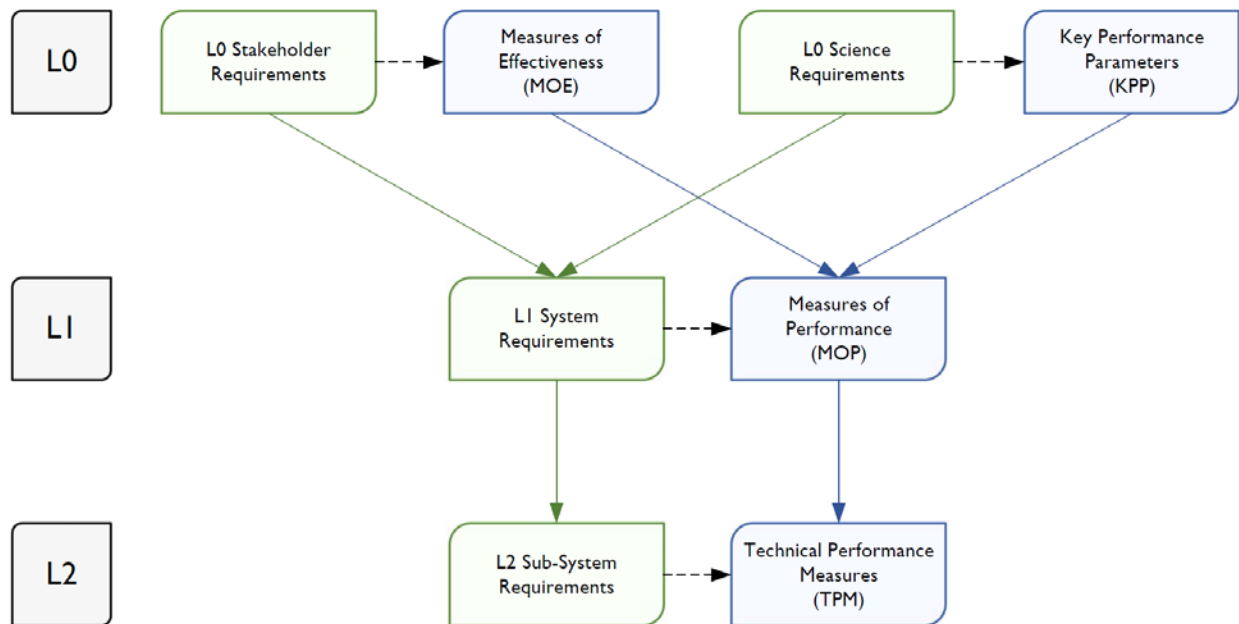 L0
L0 Stakeholder
Requirements
Measures of
Effectiveness
(MOE)
L0 Science
Requirements
Key Performance
Parameters
(KPP)
L1
L1 System
Requirements
Measures of
Performance
(MOP)
L2
L2 Sub-System
Requirements
Technical Performance
Measures
(TPM)